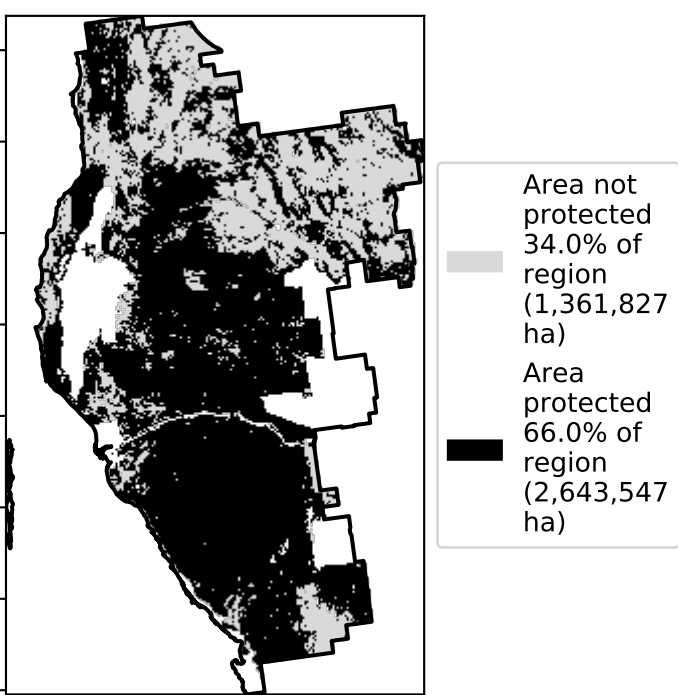 Area not
protected
34.0% of
region
(1,361,827
ha)
Area
protected
66.0% of
region
(2,643,547
ha)